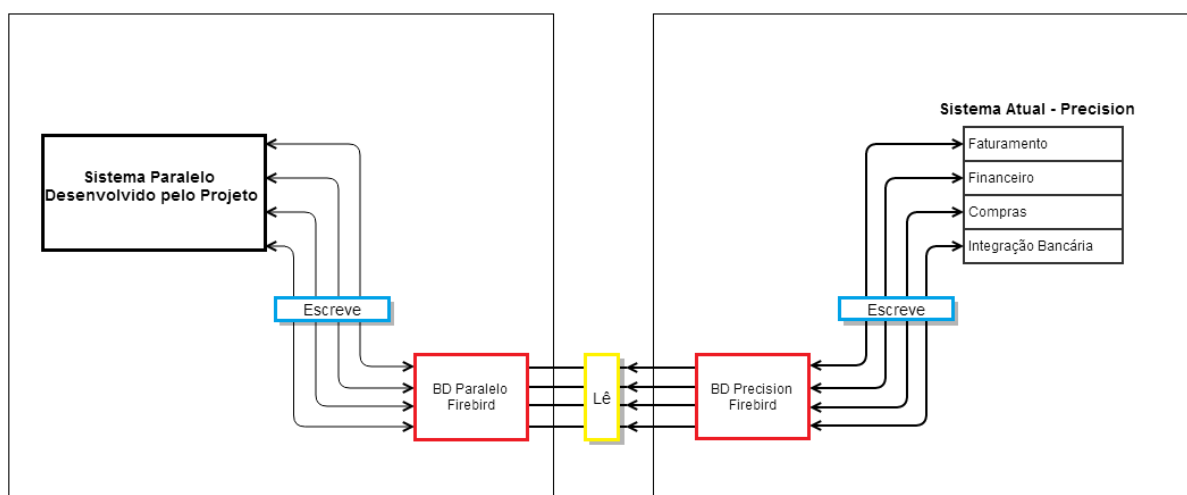 Sistema Atual - Precision
Faturamento
Financeiro
Compras
Integração Bancária
Sistema Paralelo
Desenvolvido pelo Projeto
Escreve
Escreve
BD Paralelo
Firebird
Lê
BD Precision
Firebird